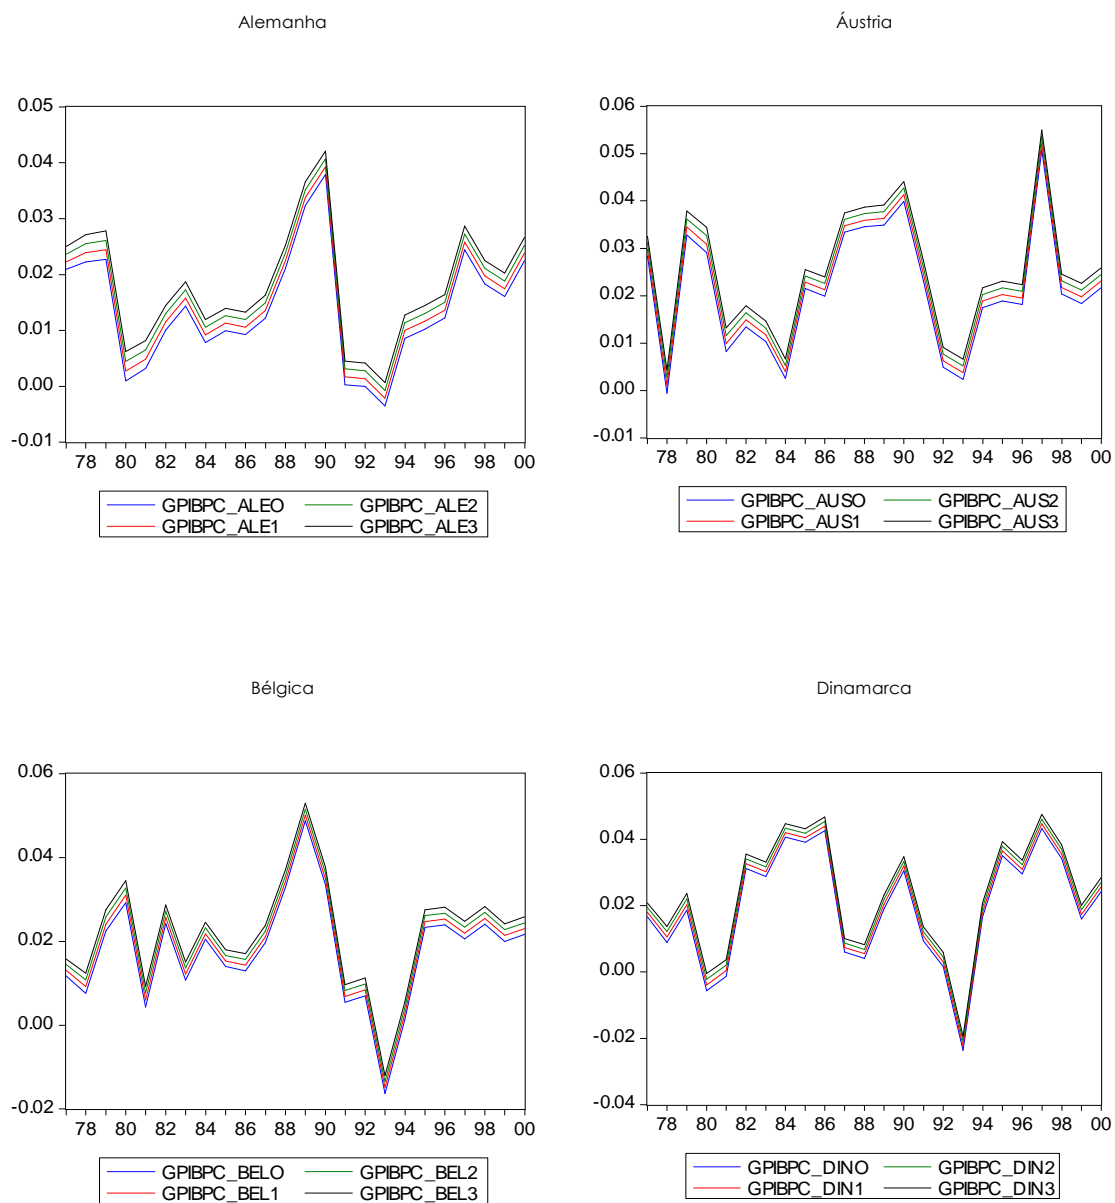 Alemanha
0.05
0.04
0.03
0.02
0.01
0.00
-0.01
78 80 82 84 86 88 90 92 94 96 98 00
GPIBPC_ALEO GPIBPC_ALE2
GPIBPC_ALE1 GPIBPC_ALE3
Áustria
0.06
0.05
0.04
0.03
0.02
0.01
0.00
-0.01
78 80 82 84 86 88 90 92 94 96 98 00
GPIBPC_AUSO GPIBPC_AUS2
GPIBPC_AUS1 GPIBPC_AUS3
Bélgica
0.06
0.04
0.02
0.00
-0.02
78 80 82 84 86 88 90 92 94 96 98 00
GPIBPC_BELO GPIBPC_BEL2
GPIBPC_BEL1 GPIBPC_BEL3
Dinamarca
0.06
0.04
0.02
0.00
-0.02
-0.04
78 80 82 84 86 88 90 92 94 96 98 00
GPIBPC_DINO GPIBPC_DIN2
GPIBPC_DIN1 GPIBPC_DIN3